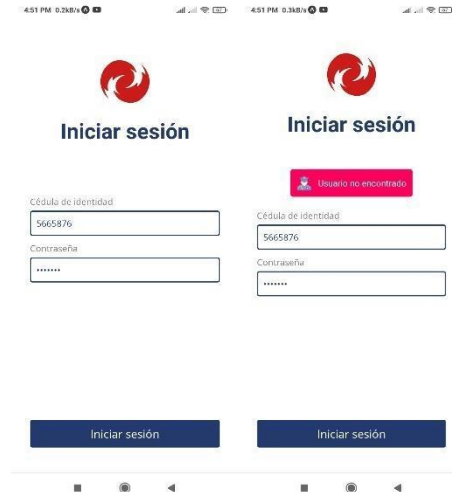 4:51 PM 0.2kB/s
Iniciar sesión
Cédula de identidad
5665876
Contraseña
•••••••
Iniciar sesión
4:51 PM 0.3kB/s
Iniciar sesión
Usuario no encontrado
Cédula de identidad
5665876
Contraseña
•••••••
Iniciar sesión